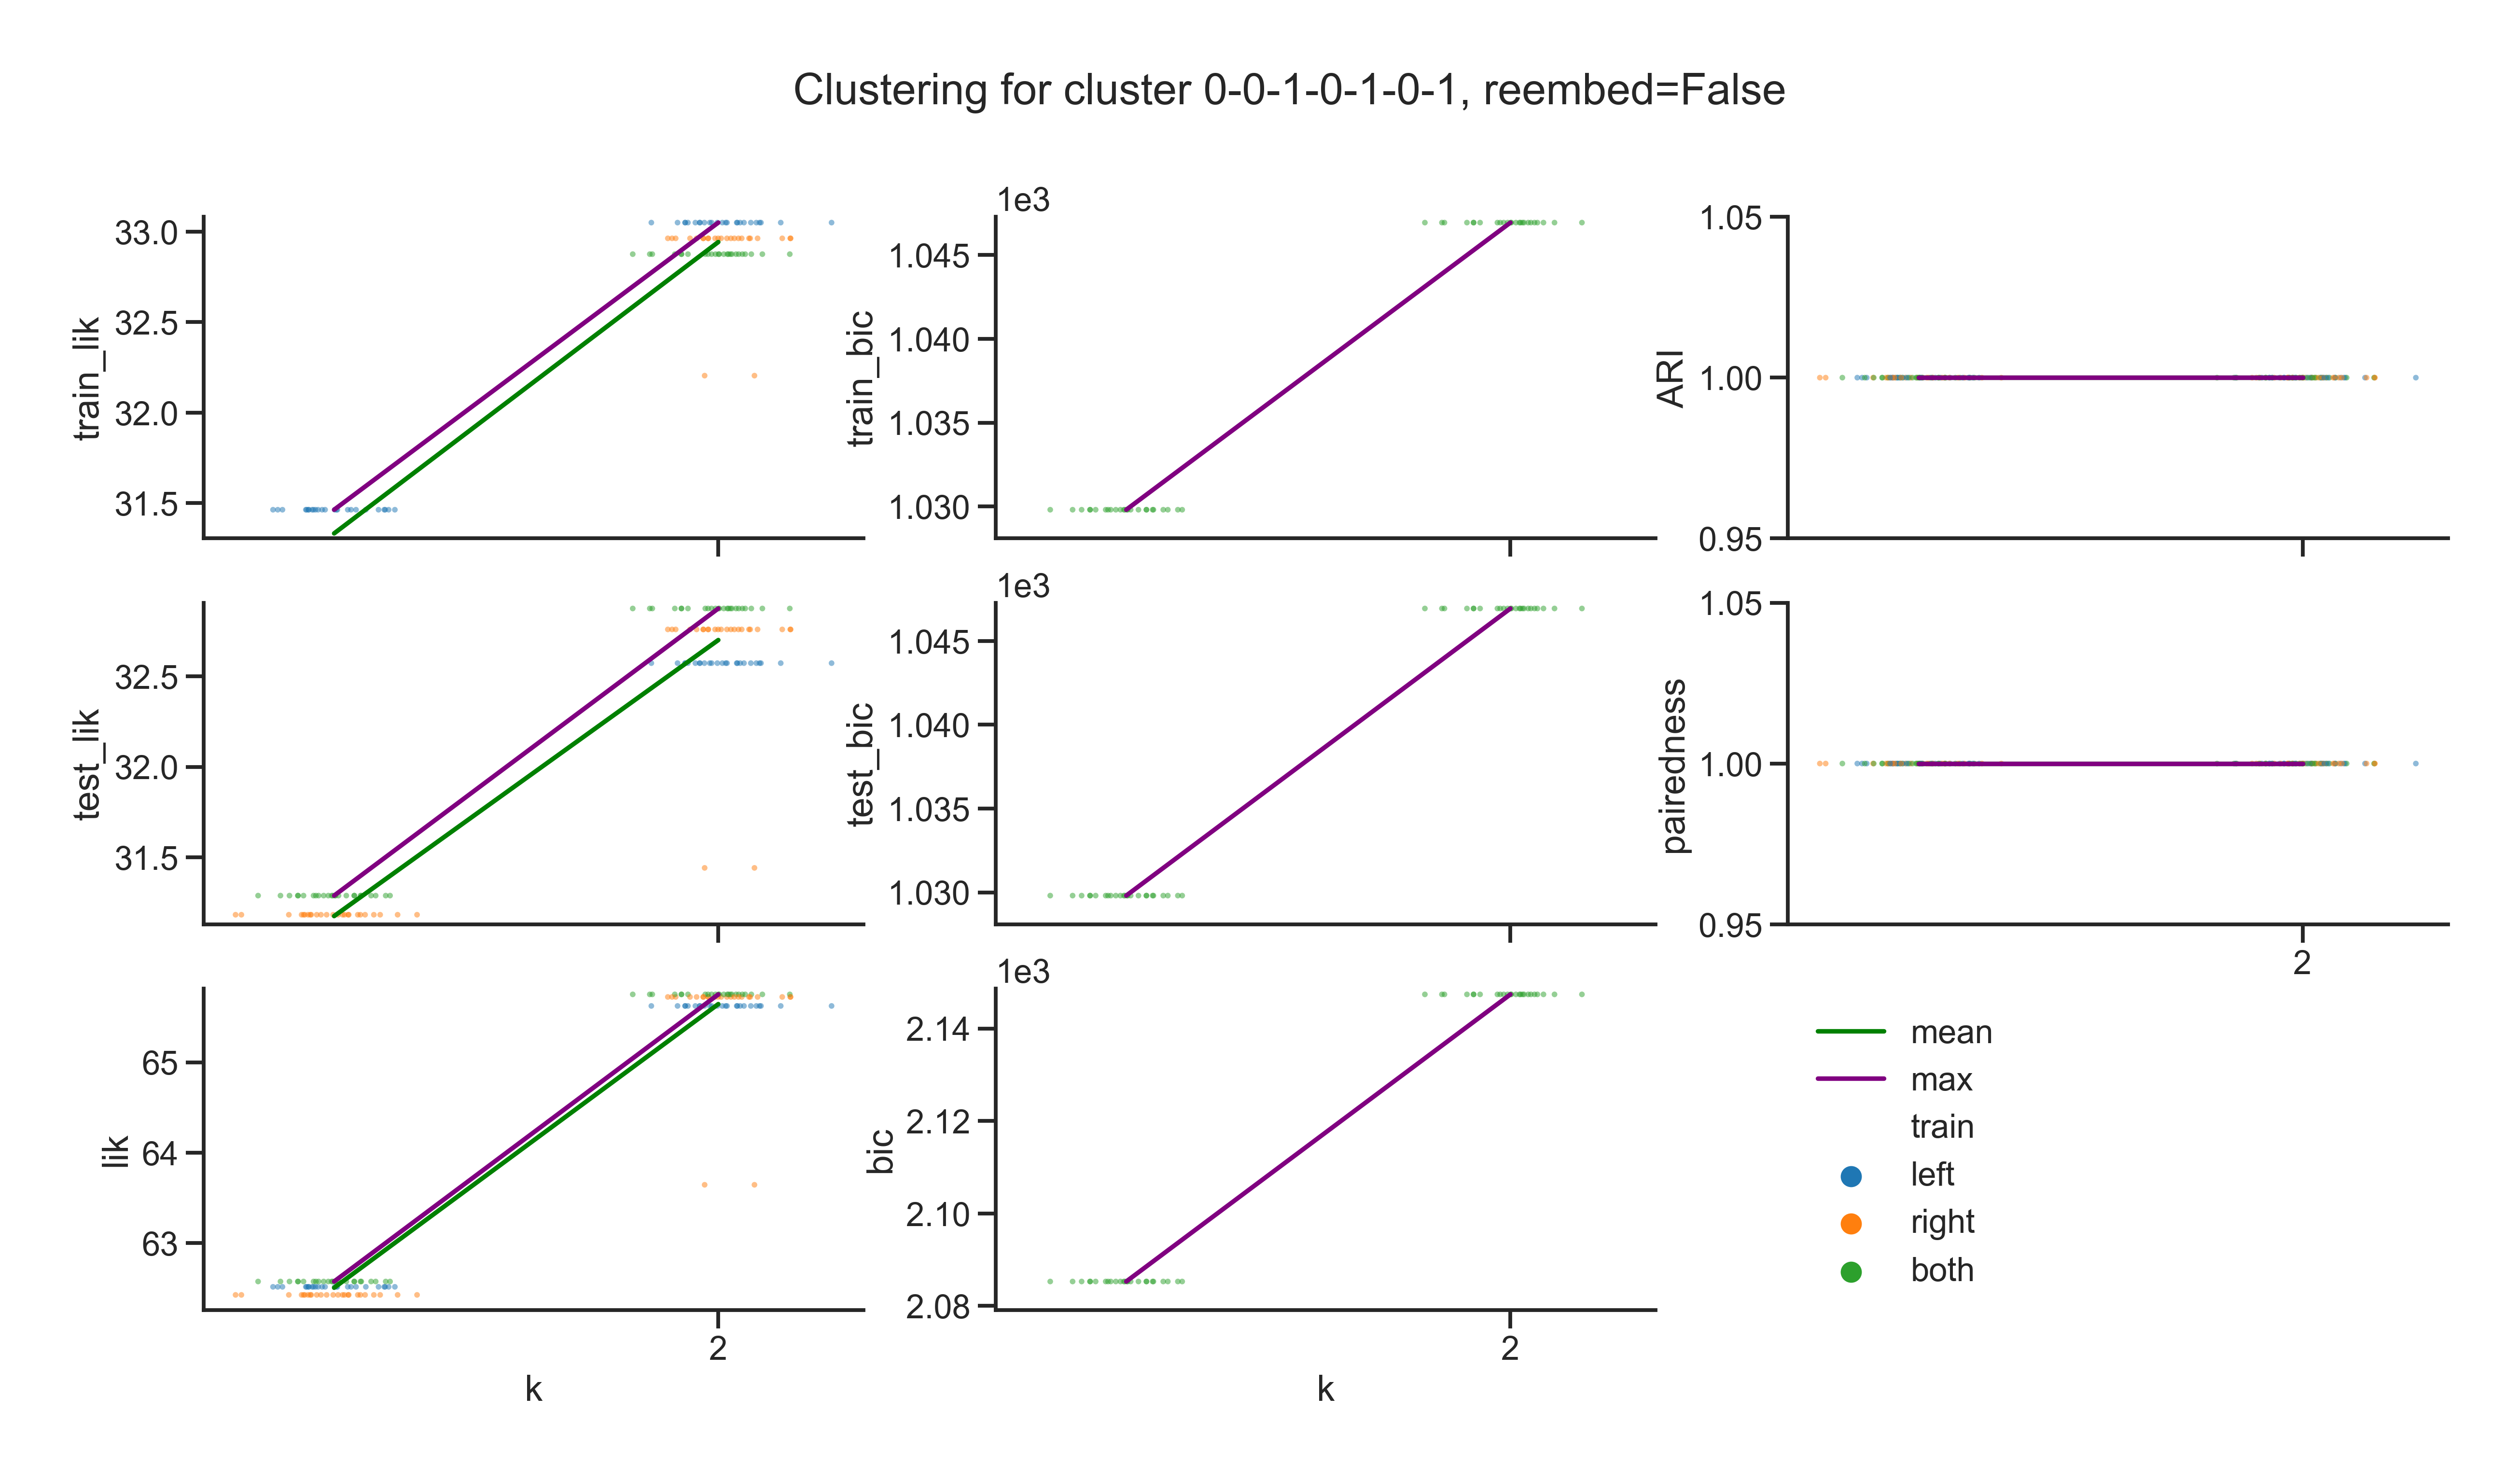 Clustering for cluster 0-0-1-0-1-0-1, reembed=False
train_lik
33.0
32.5
32.0
31.5
1e3
train_bic
1.045
1.040
1.035
1.030
ARI
1.05
1.00
0.95
test_lik
32.5
32.0
31.5
1e3
test_bic
1.045
1.040
1.035
1.030
pairedness
1.05
1.00
0.95
2
lik
65
64
63
2
k
1e3
bic
2.14
2.12
2.10
2.08
2
k
mean
max
train
left
right
both